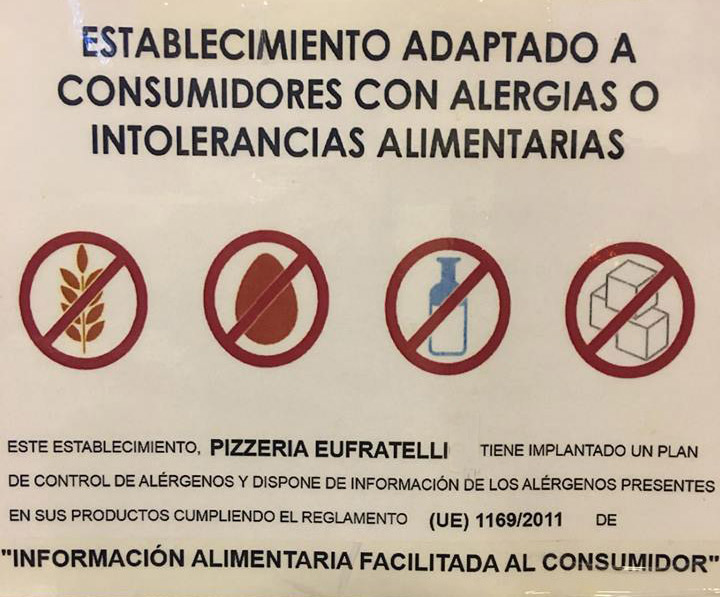 ESTABLECIMIENTO ADAPTADO A
CONSUMIDORES CON ALERGIAS O
INTOLERANCIAS ALIMENTARIAS
ESTE ESTABLECIMIENTO, PIZZERIA EUFRATELLI TIENE IMPLANTADO UN PLAN
DE CONTROL DE ALÉRGENOS Y DISPONE DE INFORMACIÓN DE LOS ALÉRGENOS PRESENTES
EN SUS PRODUCTOS CUMPLIENDO EL REGLAMENTO (UE) 1169/2011 DE
"INFORMACIÓN ALIMENTARIA FACILITADA AL CONSUMIDOR"